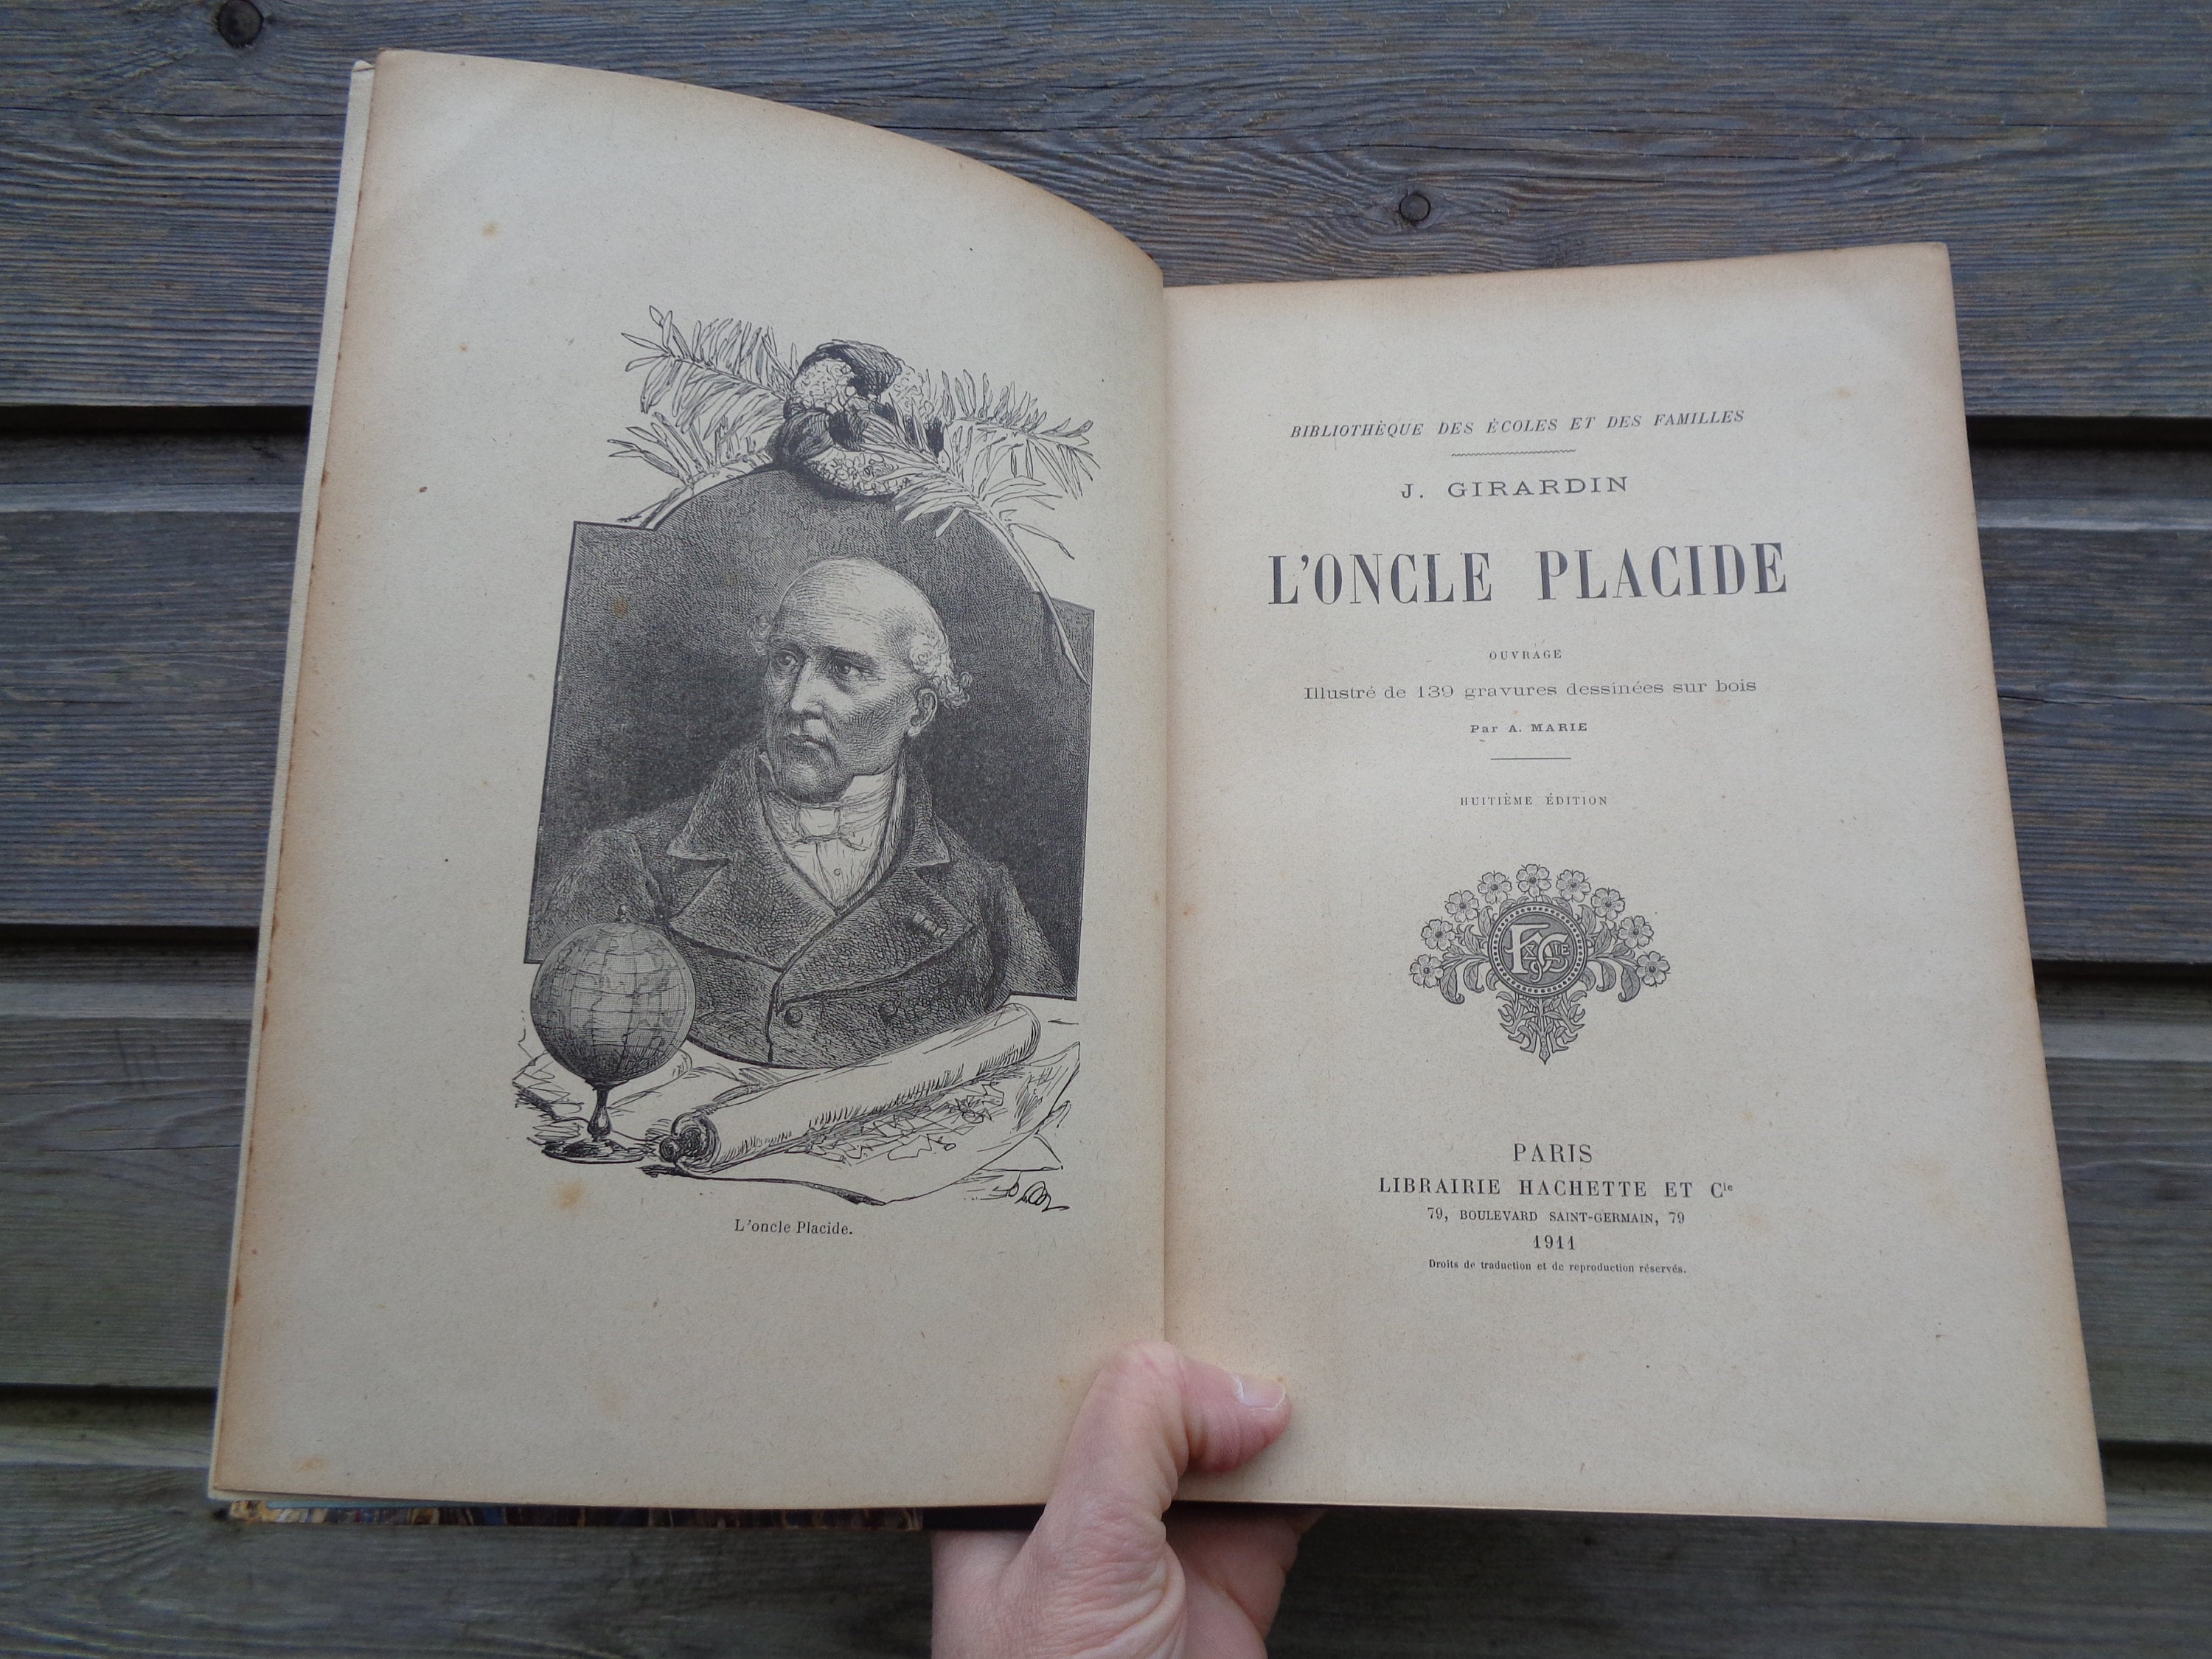 L'oncle Placide.
BIBLIOTHÈQUE DES ÉCOLES ET DES FAMILLES
J. GIRARDIN
L'ONCLE PLACIDE
OUVRAGE
Illustré de 139 gravures dessinées sur bois
Par A. MARIE
HUITIÈME ÉDITION
PARIS
LIBRAIRIE HACHETTE ET Cie
79, BOULEVARD SAINT-GERMAIN, 79
1911
Droits de traduction et de reproduction réservés.